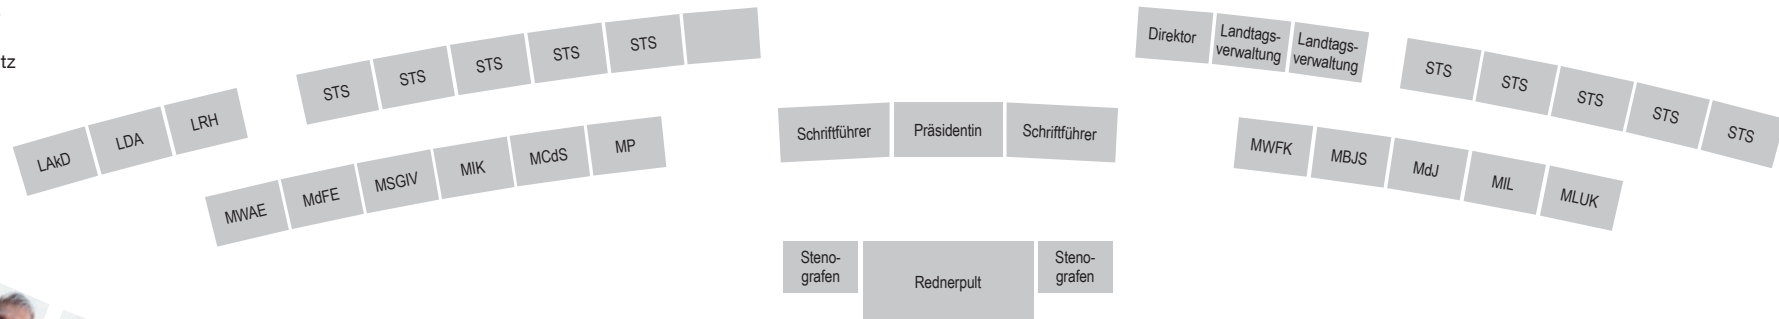 tz
STS
STS
STS
STS
STS
LAkD
LDA
LRH
MWAE
MdFE
MSGIV
MIK
MCdS
MP
Schriftführer
Präsidentin
Schriftführer
Steno-
grafen
Rednerpult
Steno-
grafen
Direktor
Landtags-
verwaltung
Landtags-
verwaltung
STS
STS
STS
STS
STS
MWFK
MBJS
MdJ
MIL
MLUK